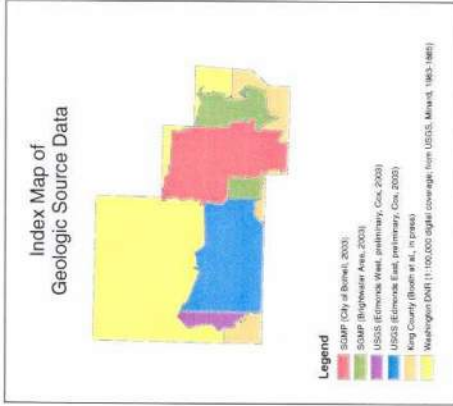 Index Map of
Geologic Source Data
Legend
SGMP (City of Bothell, 2003)
SGMP (Brightwater Area, 2003)
USGS (Edmonds West, preliminary, Cox, 2003)
USGS (Edmonds East, preliminary, Cox, 2003)
King County (Booth et al., in press)
Washington DNR (1:100,000 digital coverage; from USGS, Minard, 1983-1985)